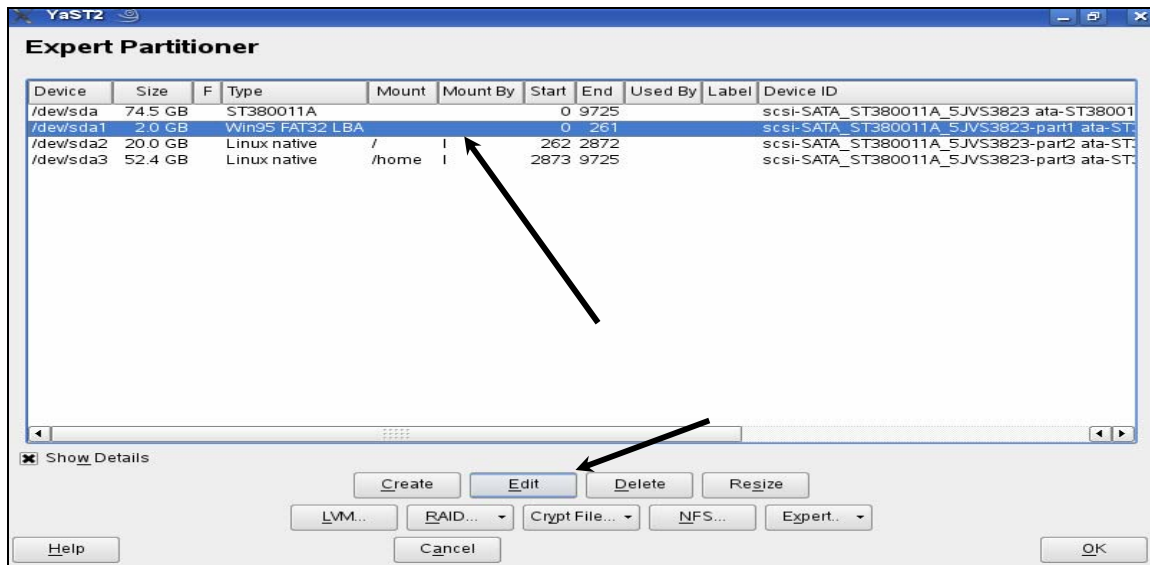 YaST2
Expert Partitioner
Device Size F Type Mount Mount By Start End Used By Label Device ID
/dev/sda 74.5 GB ST380011A 0 9725 scsi-SATA_ST380011A_5JVS3823 ata-ST38001
/dev/sda1 2.0 GB Win95 FAT32 LBA 0 261 scsi-SATA_ST380011A_5JVS3823-part1 ata-ST
/dev/sda2 20.0 GB Linux native / I 262 2872 scsi-SATA_ST380011A_5JVS3823-part2 ata-ST
/dev/sda3 52.4 GB Linux native /home I 2873 9725 scsi-SATA_ST380011A_5JVS3823-part3 ata-ST
Show Details
Create Edit Delete Resize
LVM... RAID... Crypt File... NFS... Expert..
Help Cancel OK